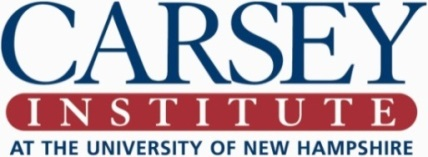 CARSEY
INSTITUTE
AT THE UNIVERSITY OF NEW HAMPSHIRE